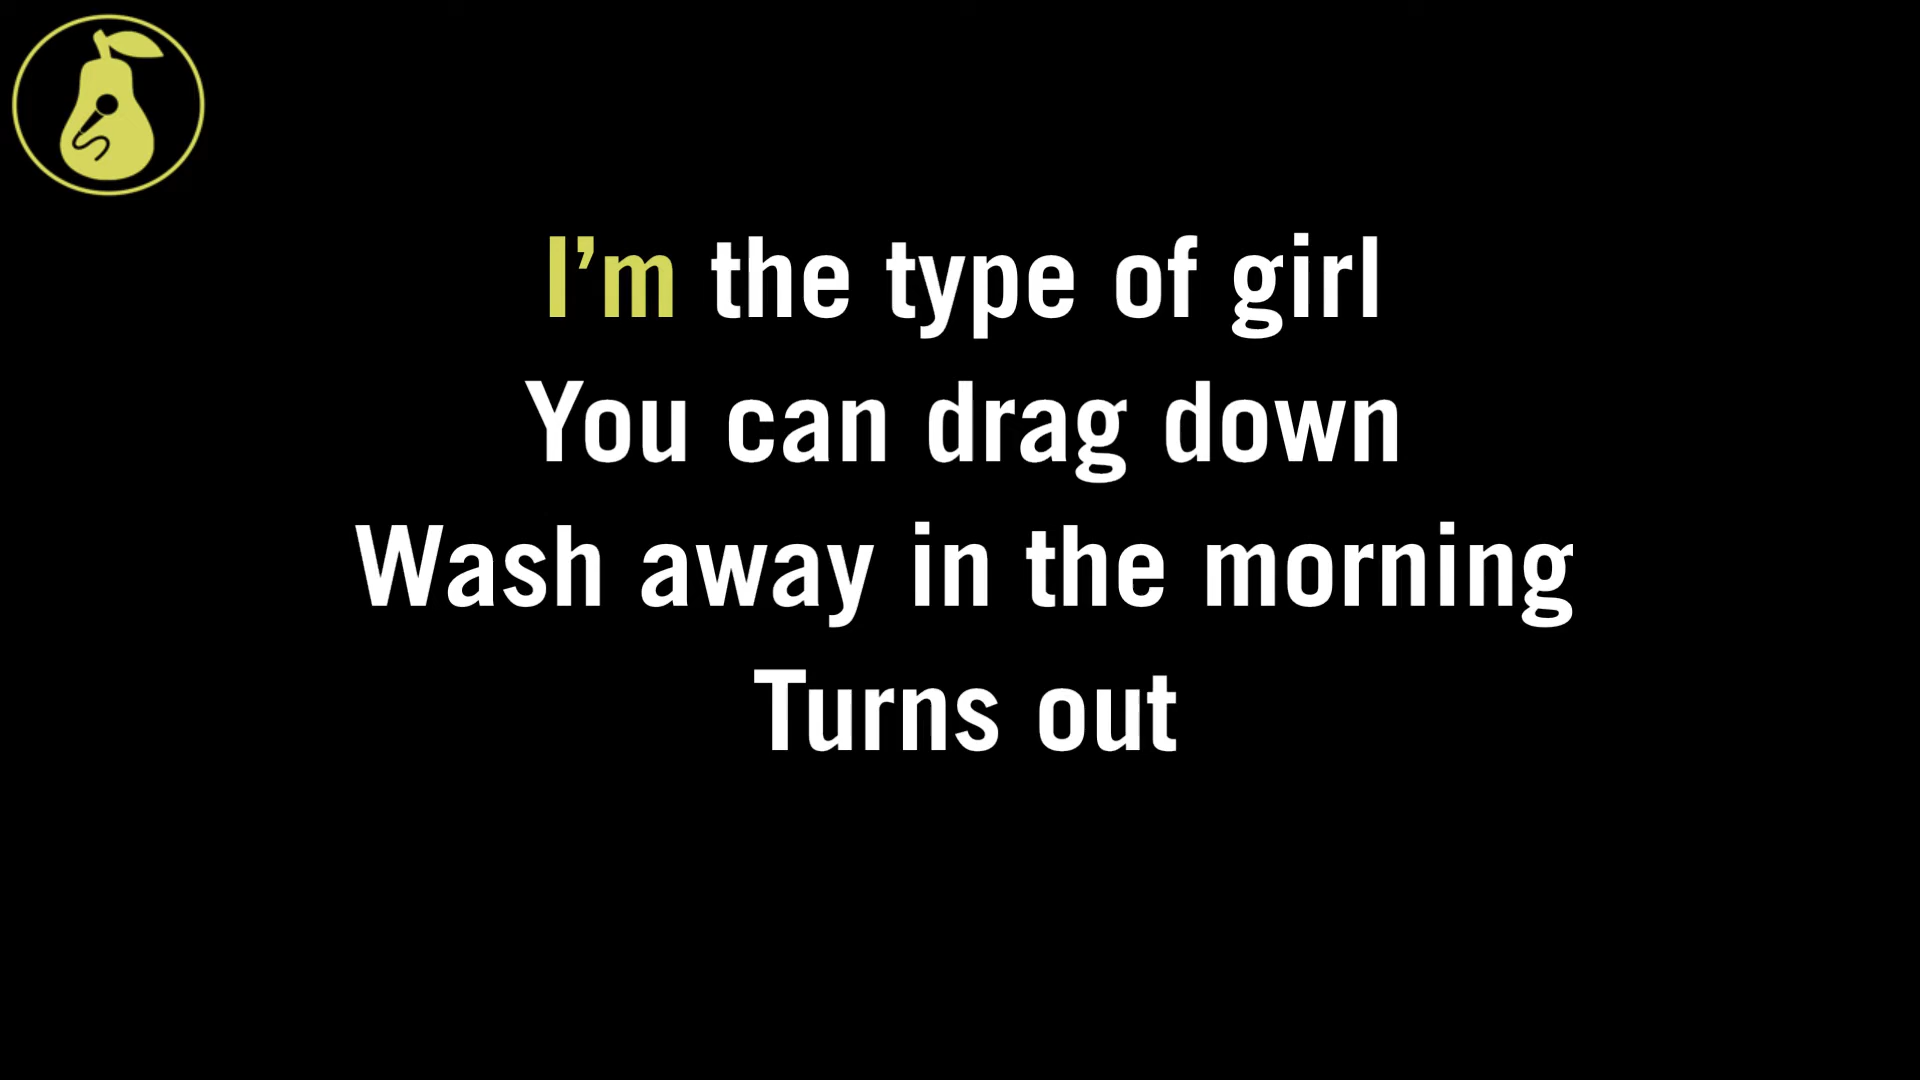 I’m the type of girl
You can drag down
Wash away in the morning
Turns out